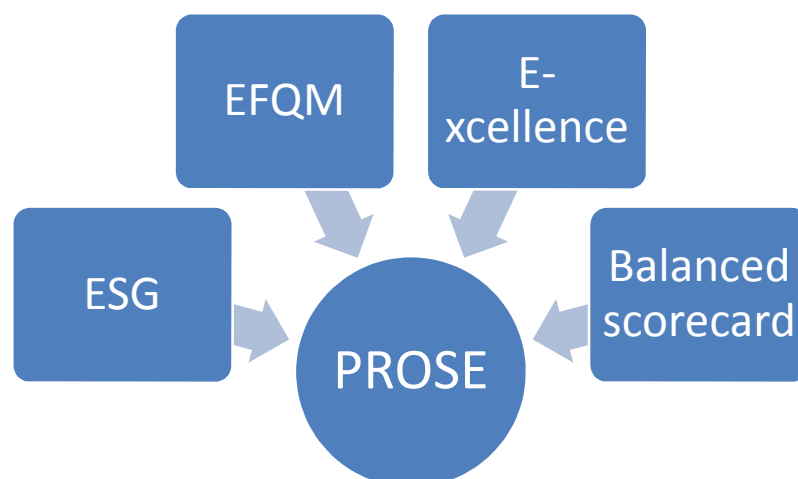 EFQM
E-
xcellence
ESG
Balanced
scorecard
PROSE